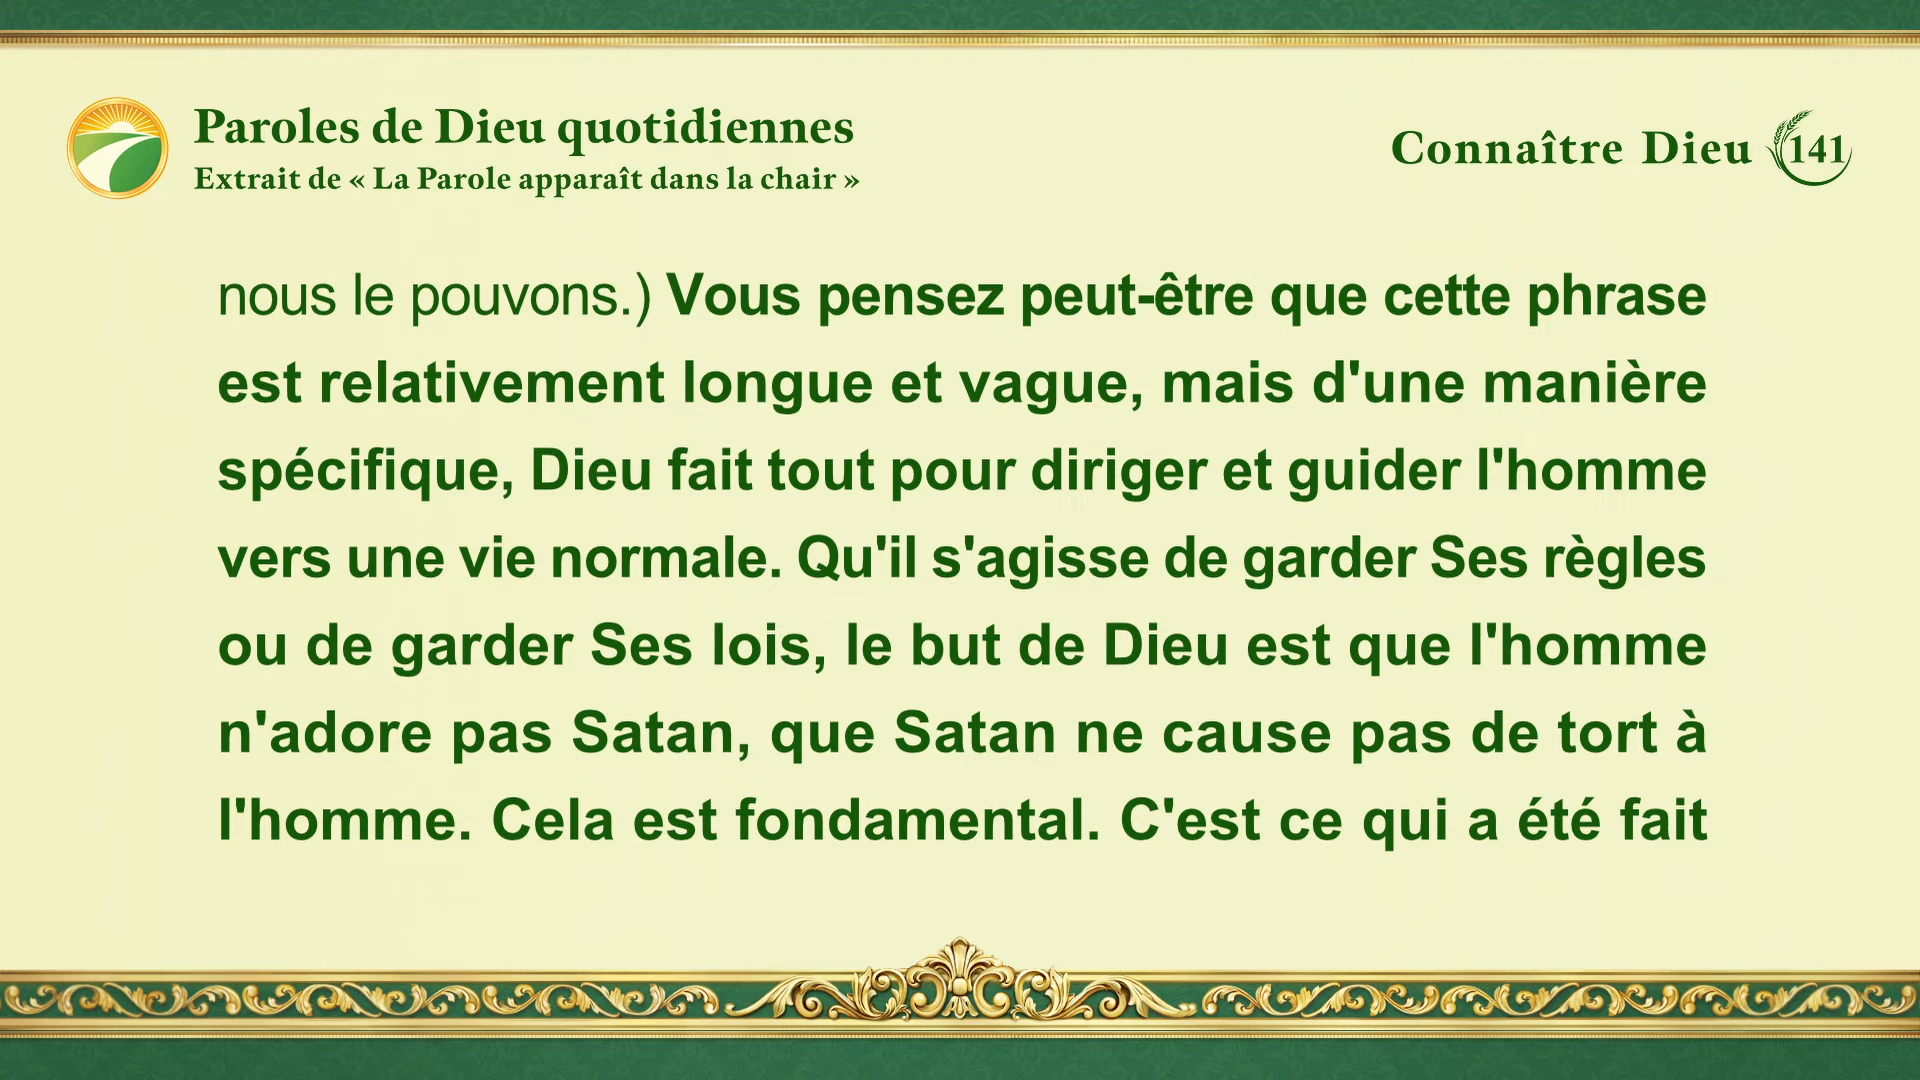 Paroles de Dieu quotidiennes
Extrait de « La Parole apparaît dans la chair »
Connaître Dieu 141
nous le pouvons.) Vous pensez peut-être que cette phrase
est relativement longue et vague, mais d'une manière
spécifique, Dieu fait tout pour diriger et guider l'homme
vers une vie normale. Qu'il s'agisse de garder Ses règles
ou de garder Ses lois, le but de Dieu est que l'homme
n'adore pas Satan, que Satan ne cause pas de tort à
l'homme. Cela est fondamental. C'est ce qui a été fait